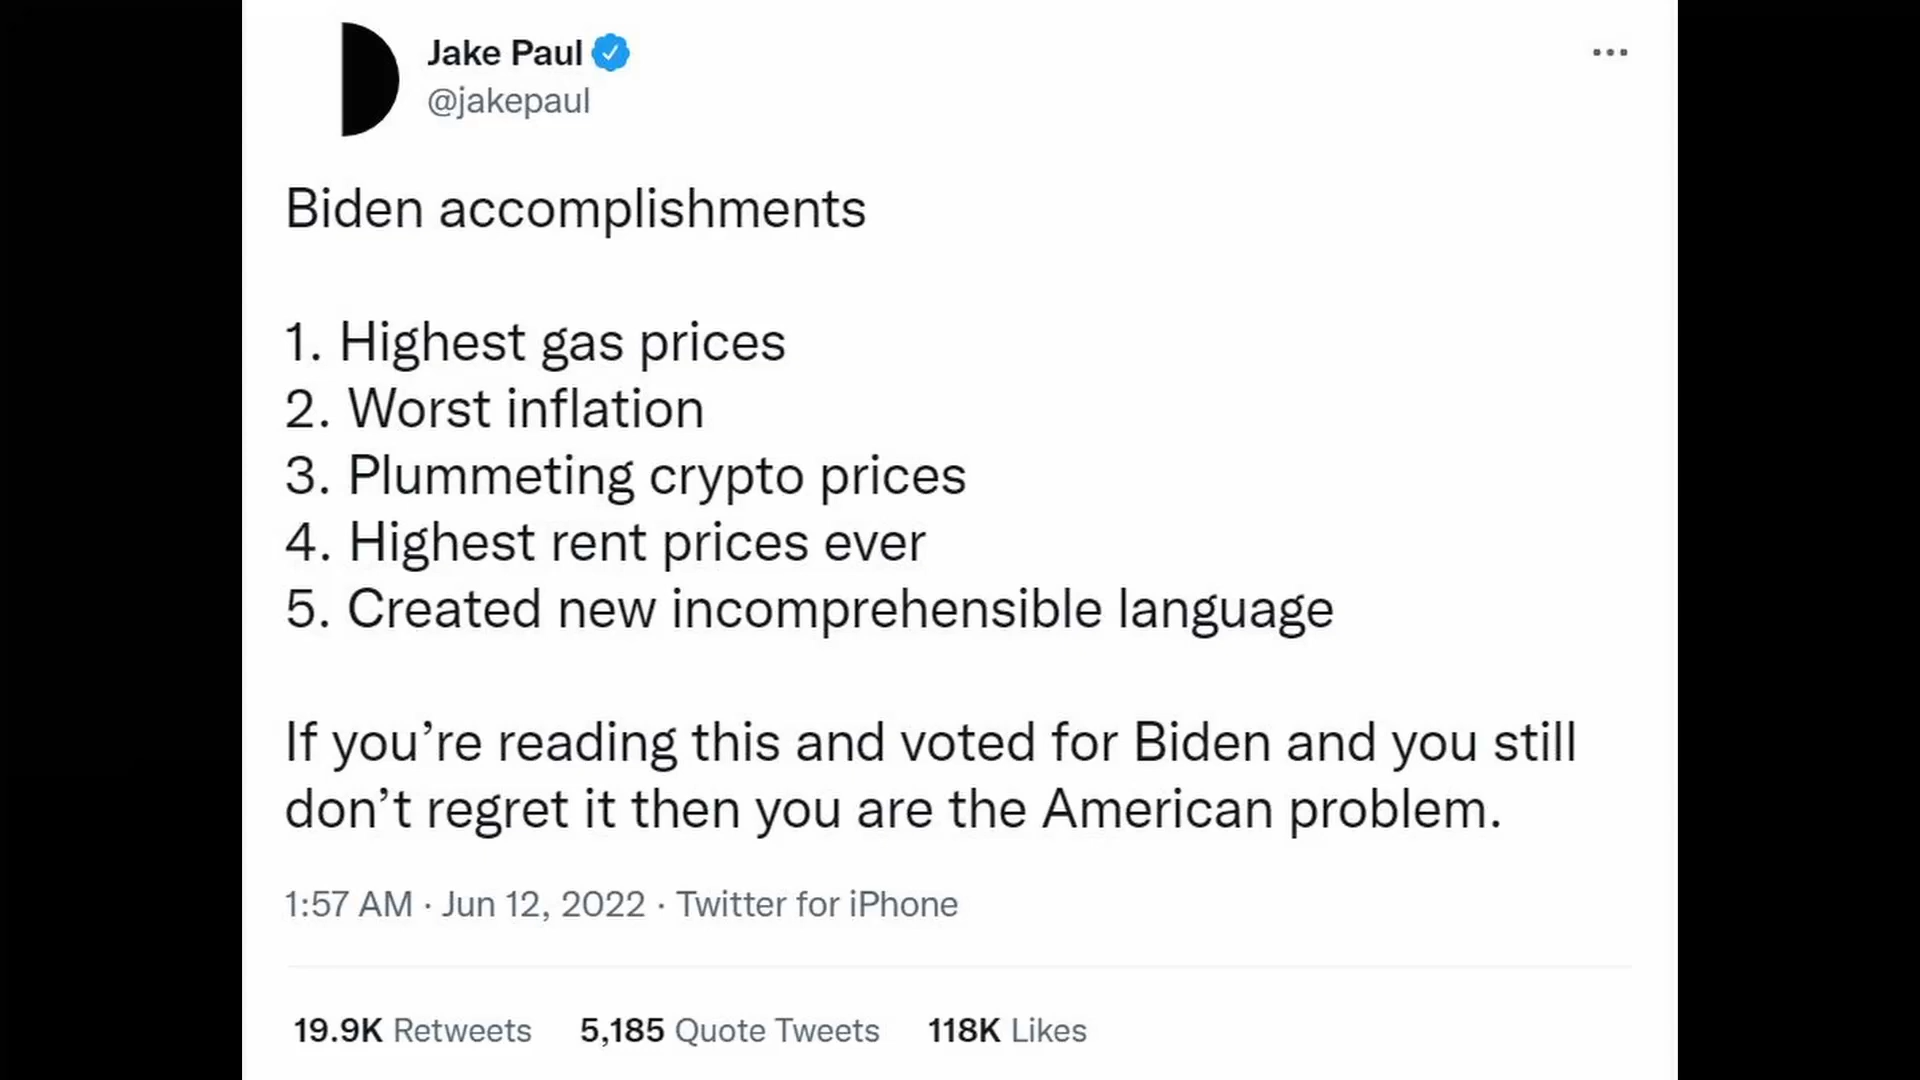 Jake Paul
@jakepaul
Biden accomplishments
1. Highest gas prices
2. Worst inflation
3. Plummeting crypto prices
4. Highest rent prices ever
5. Created new incomprehensible language
If you’re reading this and voted for Biden and you still
don’t regret it then you are the American problem.
1:57 AM · Jun 12, 2022 · Twitter for iPhone
19.9K Retweets 5,185 Quote Tweets 118K Likes